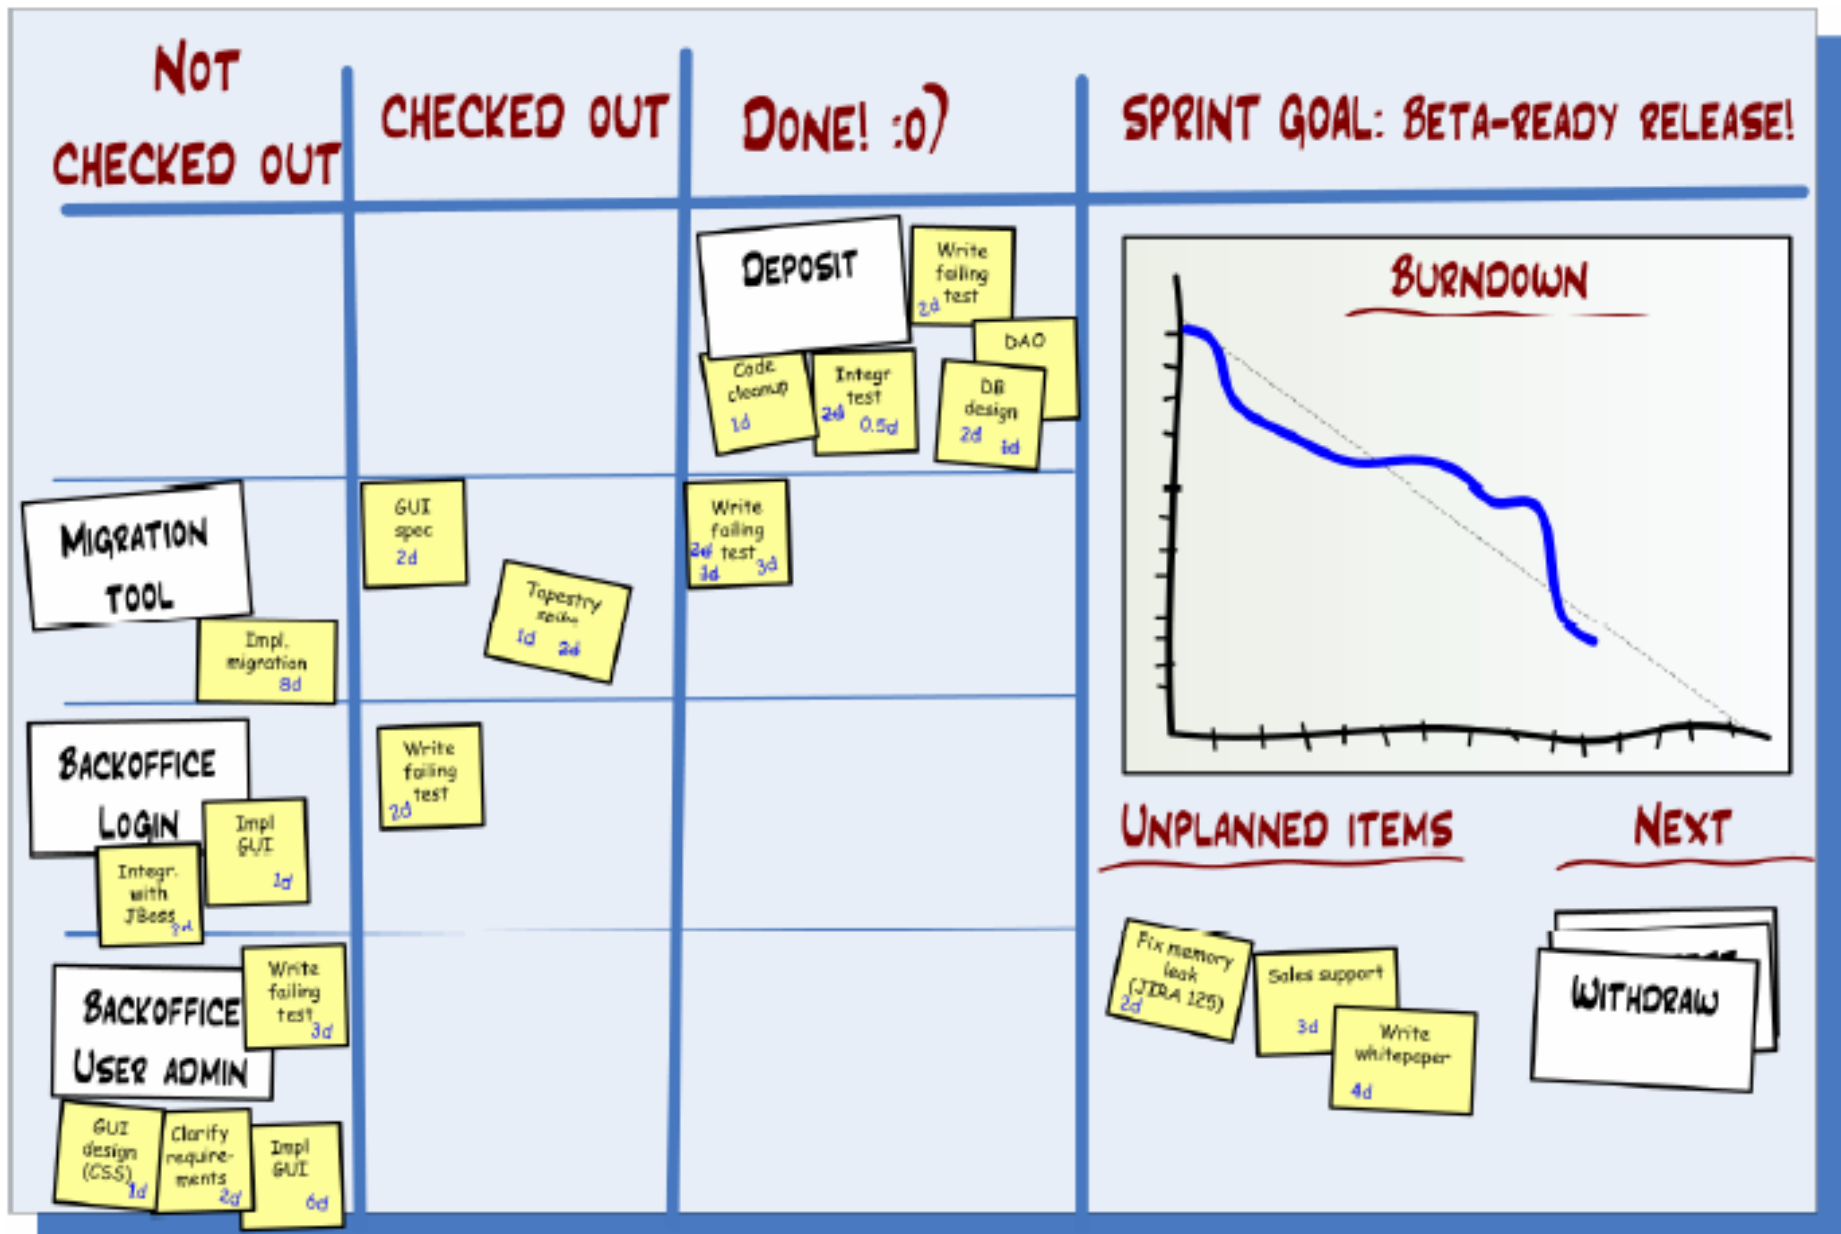 NOT
CHECKED OUT
CHECKED OUT
DONE! :o)
SPRINT GOAL: BETA-READY RELEASE!
DEPOSIT
Write
failing
test
2d
DAO
Code
cleanup
1d
Integr
test
2d 0.5d
DB
design
2d 1d
MIGRATION
TOOL
Impl.
migration
8d
GUI
spec
2d
Tapestry
spike
1d 2d
Write
failing
test
2d
1d 3d
BACKOFFICE
LOGIN
Impl
GUI
1d
Integr.
with
JBoss
Write
failing
test
2d
BACKOFFICE
USER ADMIN
Write
failing
test
3d
GUI
design
(CSS)
1d
Clarify
require-
ments
2d
Impl
GUI
6d
BURNDOWN
UNPLANNED ITEMS
NEXT
Fix memory
leak
(JIRA 125)
2d
Sales support
3d
Write
whitepaper
4d
WITHDRAW